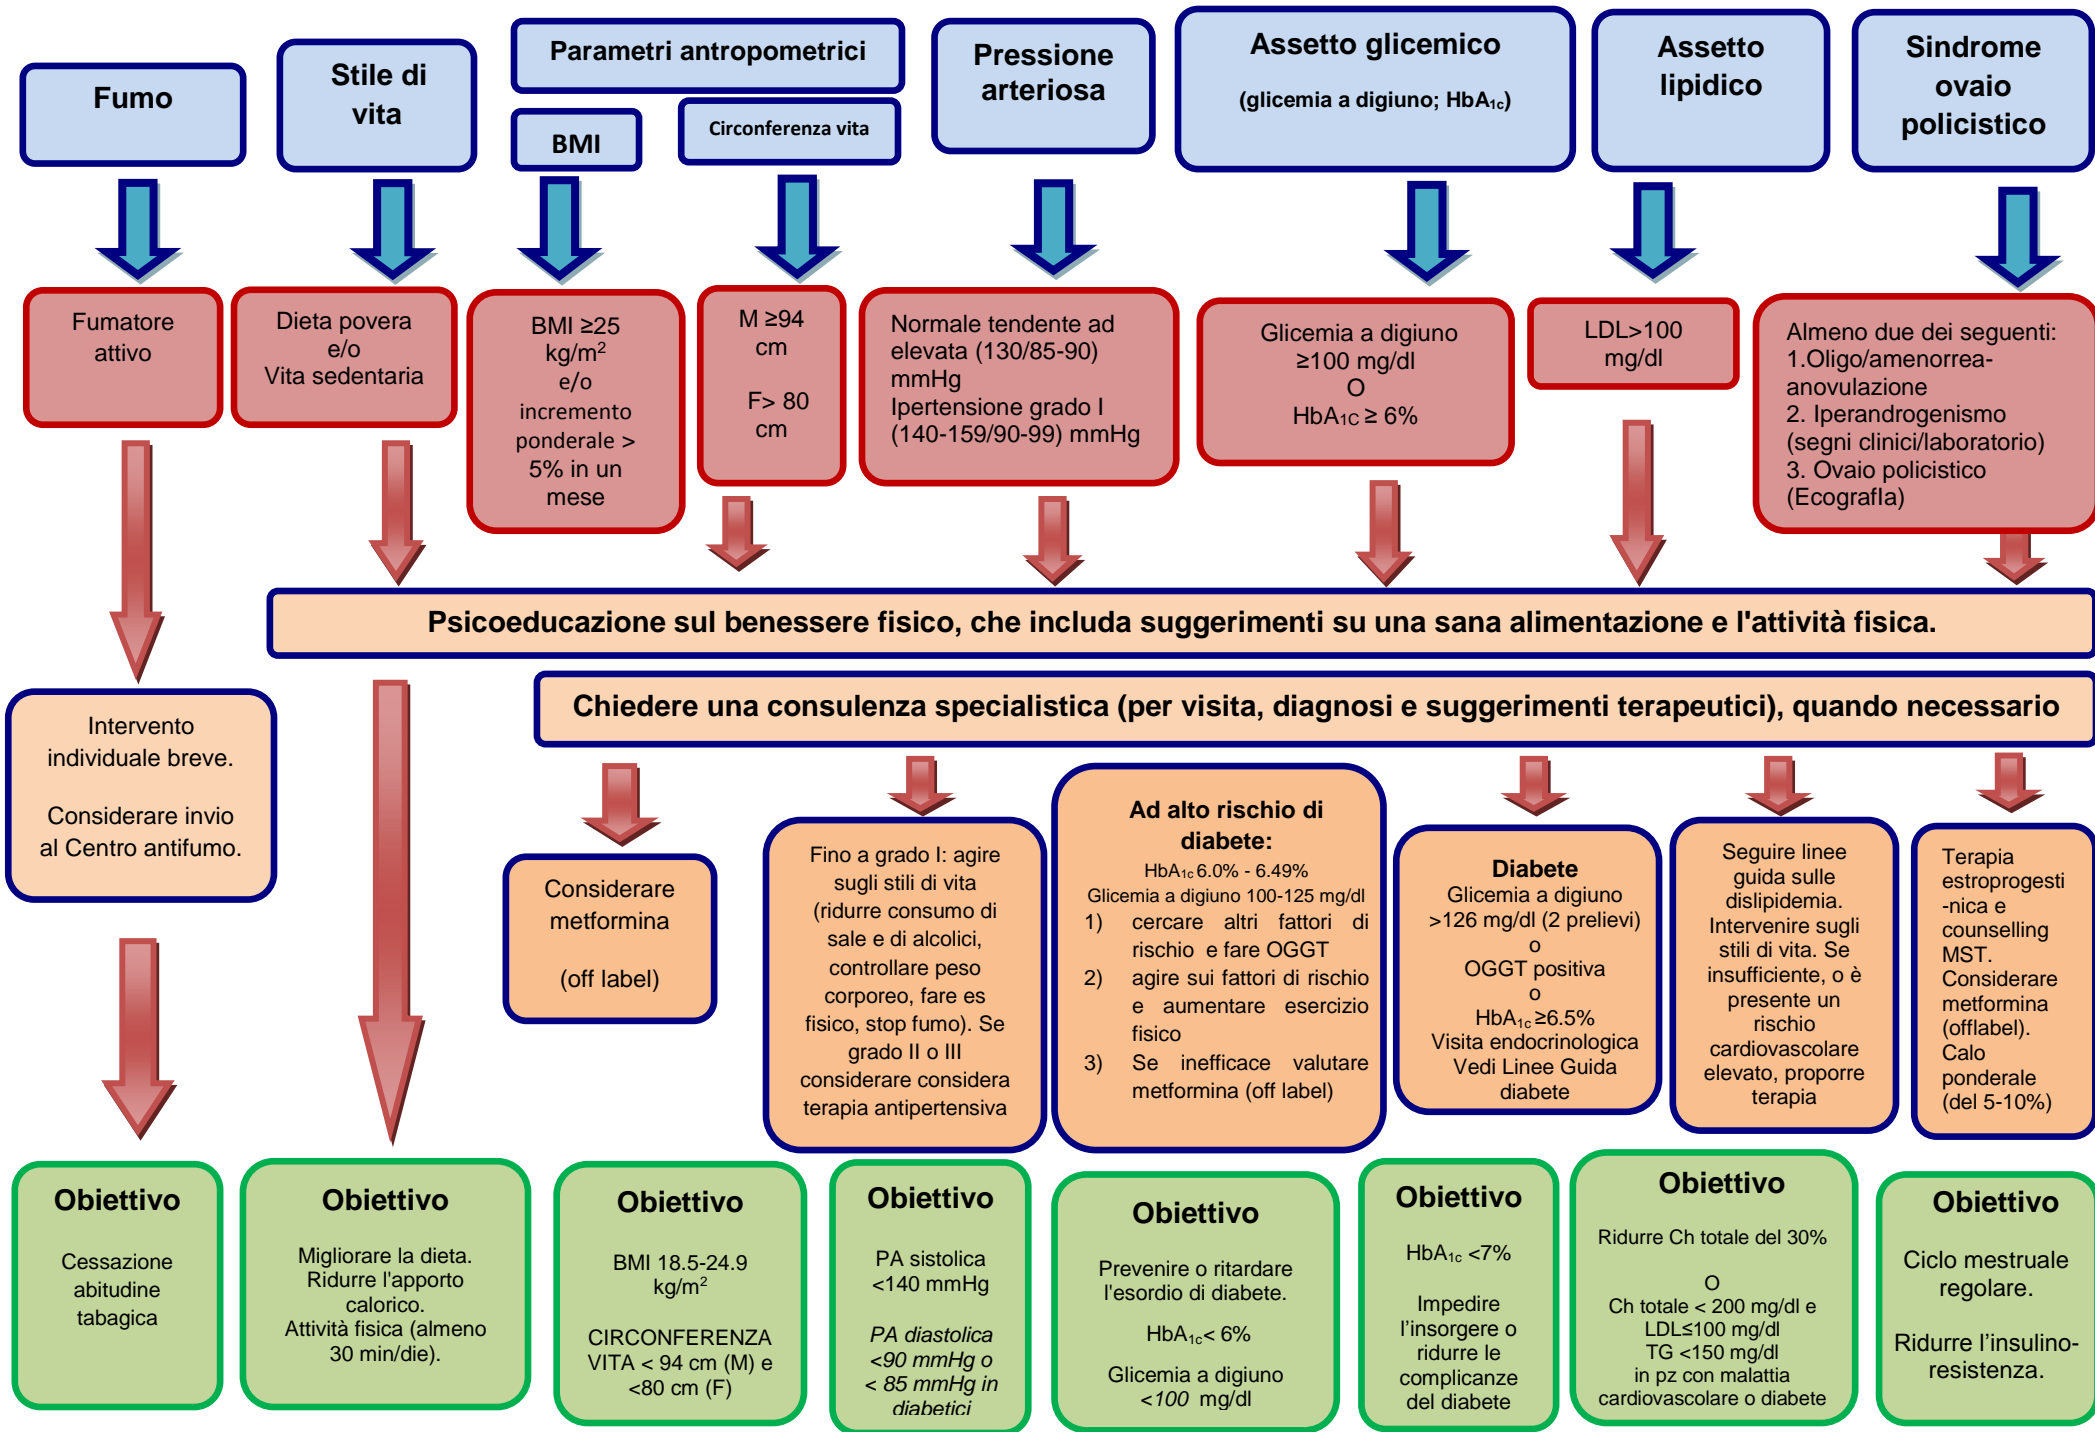 Fumo
Stile di
vita
Parametri antropometrici
BMI
Circonferenza vita
Pressione
arteriosa
Assetto glicemico
(glicemia a digiuno; HbA1c)
Assetto
lipidico
Sindrome
ovaio
policistico
Fumatore
attivo
Dieta povera
e/o
Vita sedentaria
BMI ≥25
kg/m2
e/o
incremento
ponderale >
5% in un
mese
M ≥94
cm
F> 80
cm
Normale tendente ad
elevata (130/85-90)
mmHg
Ipertensione grado I
(140-159/90-99) mmHg
Glicemia a digiuno
≥100 mg/dl
O
HbA1C ≥ 6%
LDL>100
mg/dl
Almeno due dei seguenti:
1.Oligo/amenorrea-
anovulazione
2. Iperandrogenismo
(segni clinici/laboratorio)
3. Ovaio policistico
(EcografIa)
Psicoeducazione sul benessere fisico, che includa suggerimenti su una sana alimentazione e l'attività fisica.
Chiedere una consulenza specialistica (per visita, diagnosi e suggerimenti terapeutici), quando necessario
Intervento
individuale breve.
Considerare invio
al Centro antifumo.
Considerare
metformina
(off label)
Fino a grado I: agire
sugli stili di vita
(ridurre consumo di
sale e di alcolici,
controllare peso
corporeo, fare es
fisico, stop fumo). Se
grado II o III
considerare considera
terapia antipertensiva
Ad alto rischio di
diabete:
HbA1c 6.0% - 6.49%
Glicemia a digiuno 100-125 mg/dl
1) cercare altri fattori di
rischio e fare OGGT
2) agire sui fattori di rischio
e aumentare esercizio
fisico
3) Se inefficace valutare
metformina (off label)
Diabete
Glicemia a digiuno
>126 mg/dl (2 prelievi)
o
OGGT positiva
o
HbA1c ≥6.5%
Visita endocrinologica
Vedi Linee Guida
diabete
Seguire linee
guida sulle
dislipidemia.
Intervenire sugli
stili di vita. Se
insufficiente, o è
presente un
rischio
cardiovascolare
elevato, proporre
terapia
Terapia
estroprogesti
-nica e
counselling
MST.
Considerare
metformina
(offlabel).
Calo
ponderale
(del 5-10%)
Obiettivo
Cessazione
abitudine
tabagica
Obiettivo
Migliorare la dieta.
Ridurre l'apporto
calorico.
Attività fisica (almeno
30 min/die).
Obiettivo
BMI 18.5-24.9
kg/m2
CIRCONFERENZA
VITA < 94 cm (M) e
<80 cm (F)
Obiettivo
PA sistolica
<140 mmHg
PA diastolica
<90 mmHg o
< 85 mmHg in
diabetici
Obiettivo
Prevenire o ritardare
l'esordio di diabete.
HbA1c< 6%
Glicemia a digiuno
<100 mg/dl
Obiettivo
HbA1c <7%
Impedire
l’insorgere o
ridurre le
complicanze
del diabete
Obiettivo
Ridurre Ch totale del 30%
O
Ch totale < 200 mg/dl e
LDL≤100 mg/dl
TG <150 mg/dl
in pz con malattia
cardiovascolare o diabete
Obiettivo
Ciclo mestruale
regolare.
Ridurre l’insulino-
resistenza.